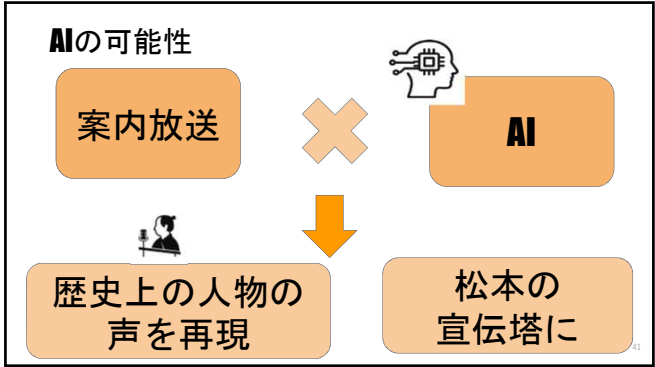 AIの可能性
案内放送
AI
歴史上の人物の
声を再現
松本の
宣伝塔に
41